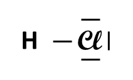 H – Cl